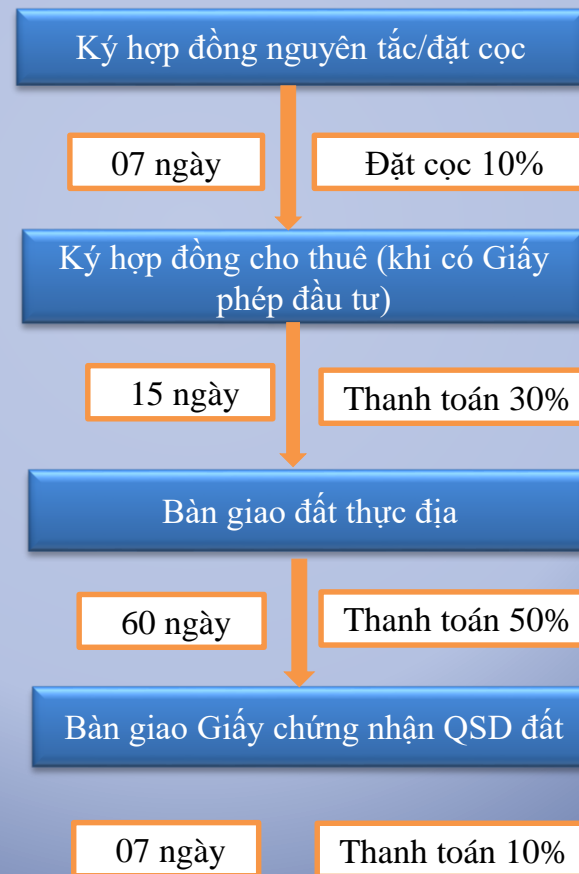 Ký hợp đồng nguyên tắc/đặt cọc
07 ngày
Đặt cọc 10%
Ký hợp đồng cho thuê (khi có Giấy
phép đầu tư)
15 ngày
Thanh toán 30%
Bàn giao đất thực địa
60 ngày
Thanh toán 50%
Bàn giao Giấy chứng nhận QSD đất
07 ngày
Thanh toán 10%